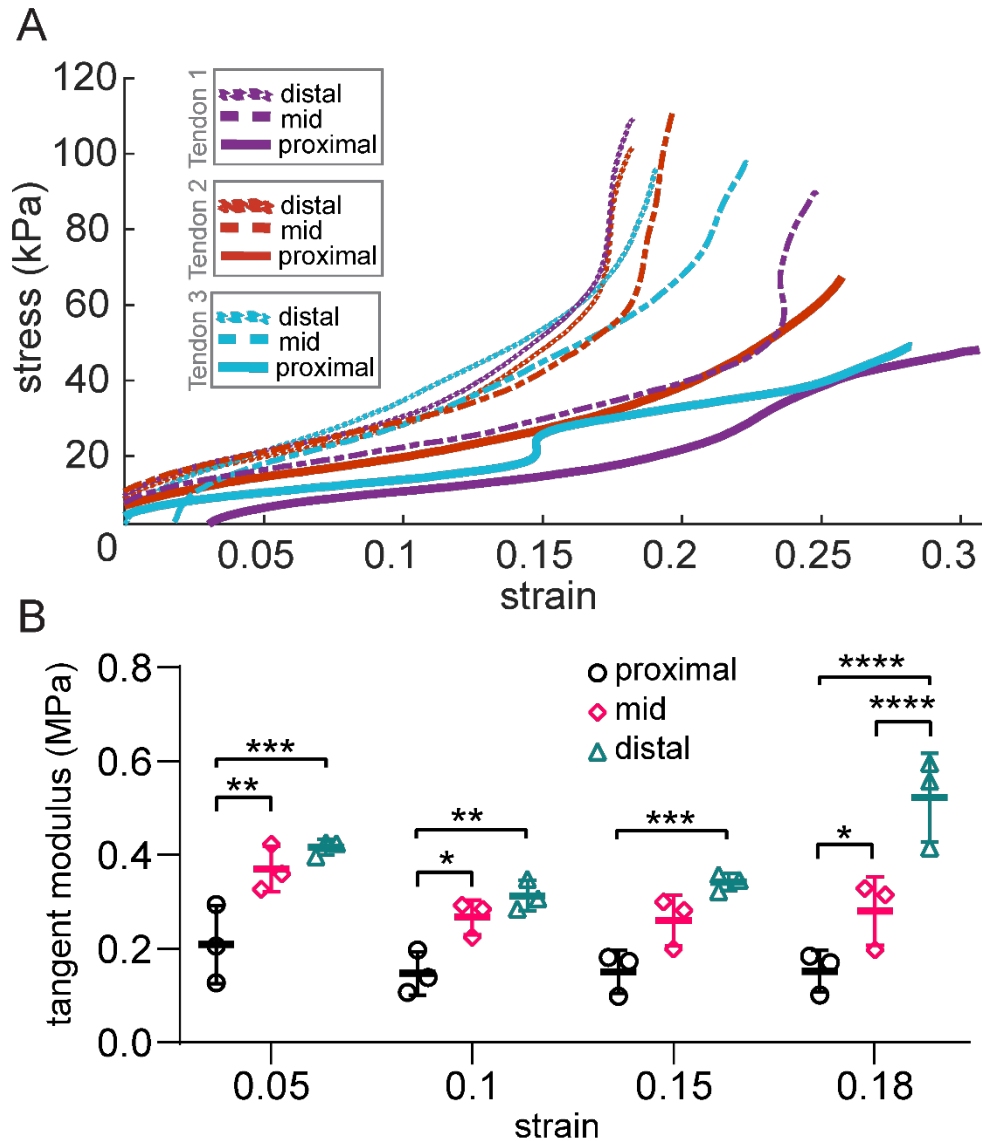 A
stress (kPa)
120
100
80
60
40
20
0
0.05
0.1
0.15
0.2
0.25
0.3
strain
Tendon 1
distal
mid
proximal
Tendon 2
distal
mid
proximal
Tendon 3
distal
mid
proximal
B
tangent modulus (MPa)
0.8
0.6
0.4
0.2
0.0
proximal
mid
distal
***
**
**
*
***
****
****
*
0.05
0.1
0.15
0.18
strain